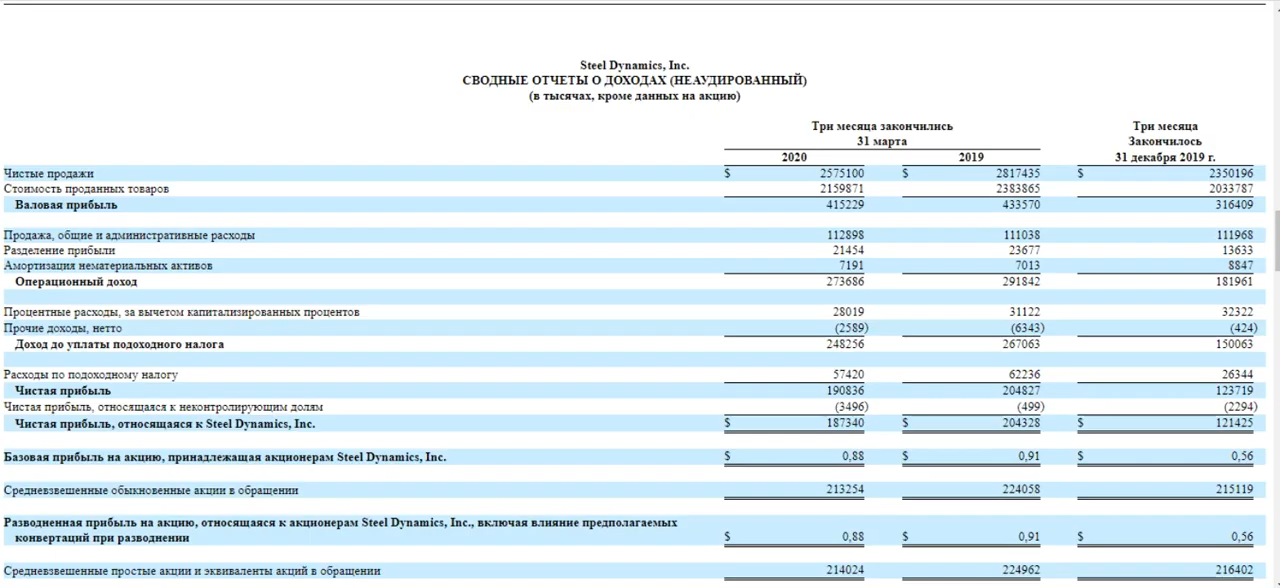 Steel Dynamics, Inc.
СВОДНЫЕ ОТЧЕТЫ О ДОХОДАХ (НЕАУДИРОВАННЫЙ)
(в тысячах, кроме данных на акцию)
Три месяца закончились Три месяца
31 марта Закончилось
2020 2019 31 декабря 2019 г.
Чистые продажи $ 2575100 $ 2817435 $ 2350196
Стоимость проданных товаров 2159871 2383865 2033787
Валовая прибыль 415229 433570 316409
Продажа, общие и административные расходы 112898 111038 111968
Разделение прибыли 21454 23677 13633
Амортизация нематериальных активов 7191 7013 8847
Операционный доход 273686 291842 181961
Процентные расходы, за вычетом капитализированных процентов 28019 31122 32322
Прочие доходы, нетто (2589) (6343) (424)
Доход до уплаты подоходного налога 248256 267063 150063
Расходы по подоходному налогу 57420 62236 26344
Чистая прибыль 190836 204827 123719
Чистая прибыль, относящаяся к неконтролирующим долям (3496) (499) (2294)
Чистая прибыль, относящаяся к Steel Dynamics, Inc. $ 187340 $ 204328 $ 121425
Базовая прибыль на акцию, принадлежащая акционерам Steel Dynamics, Inc. $ 0,88 $ 0,91 $ 0,56
Средневзвешенные обыкновенные акции в обращении 213254 224058 215119
Разводненная прибыль на акцию, относящаяся к акционерам Steel Dynamics, Inc., включая влияние предполагаемых
конвертаций при разводнении $ 0,88 $ 0,91 $ 0,56
Средневзвешенные простые акции и эквиваленты акций в обращении 214024 224962 216402